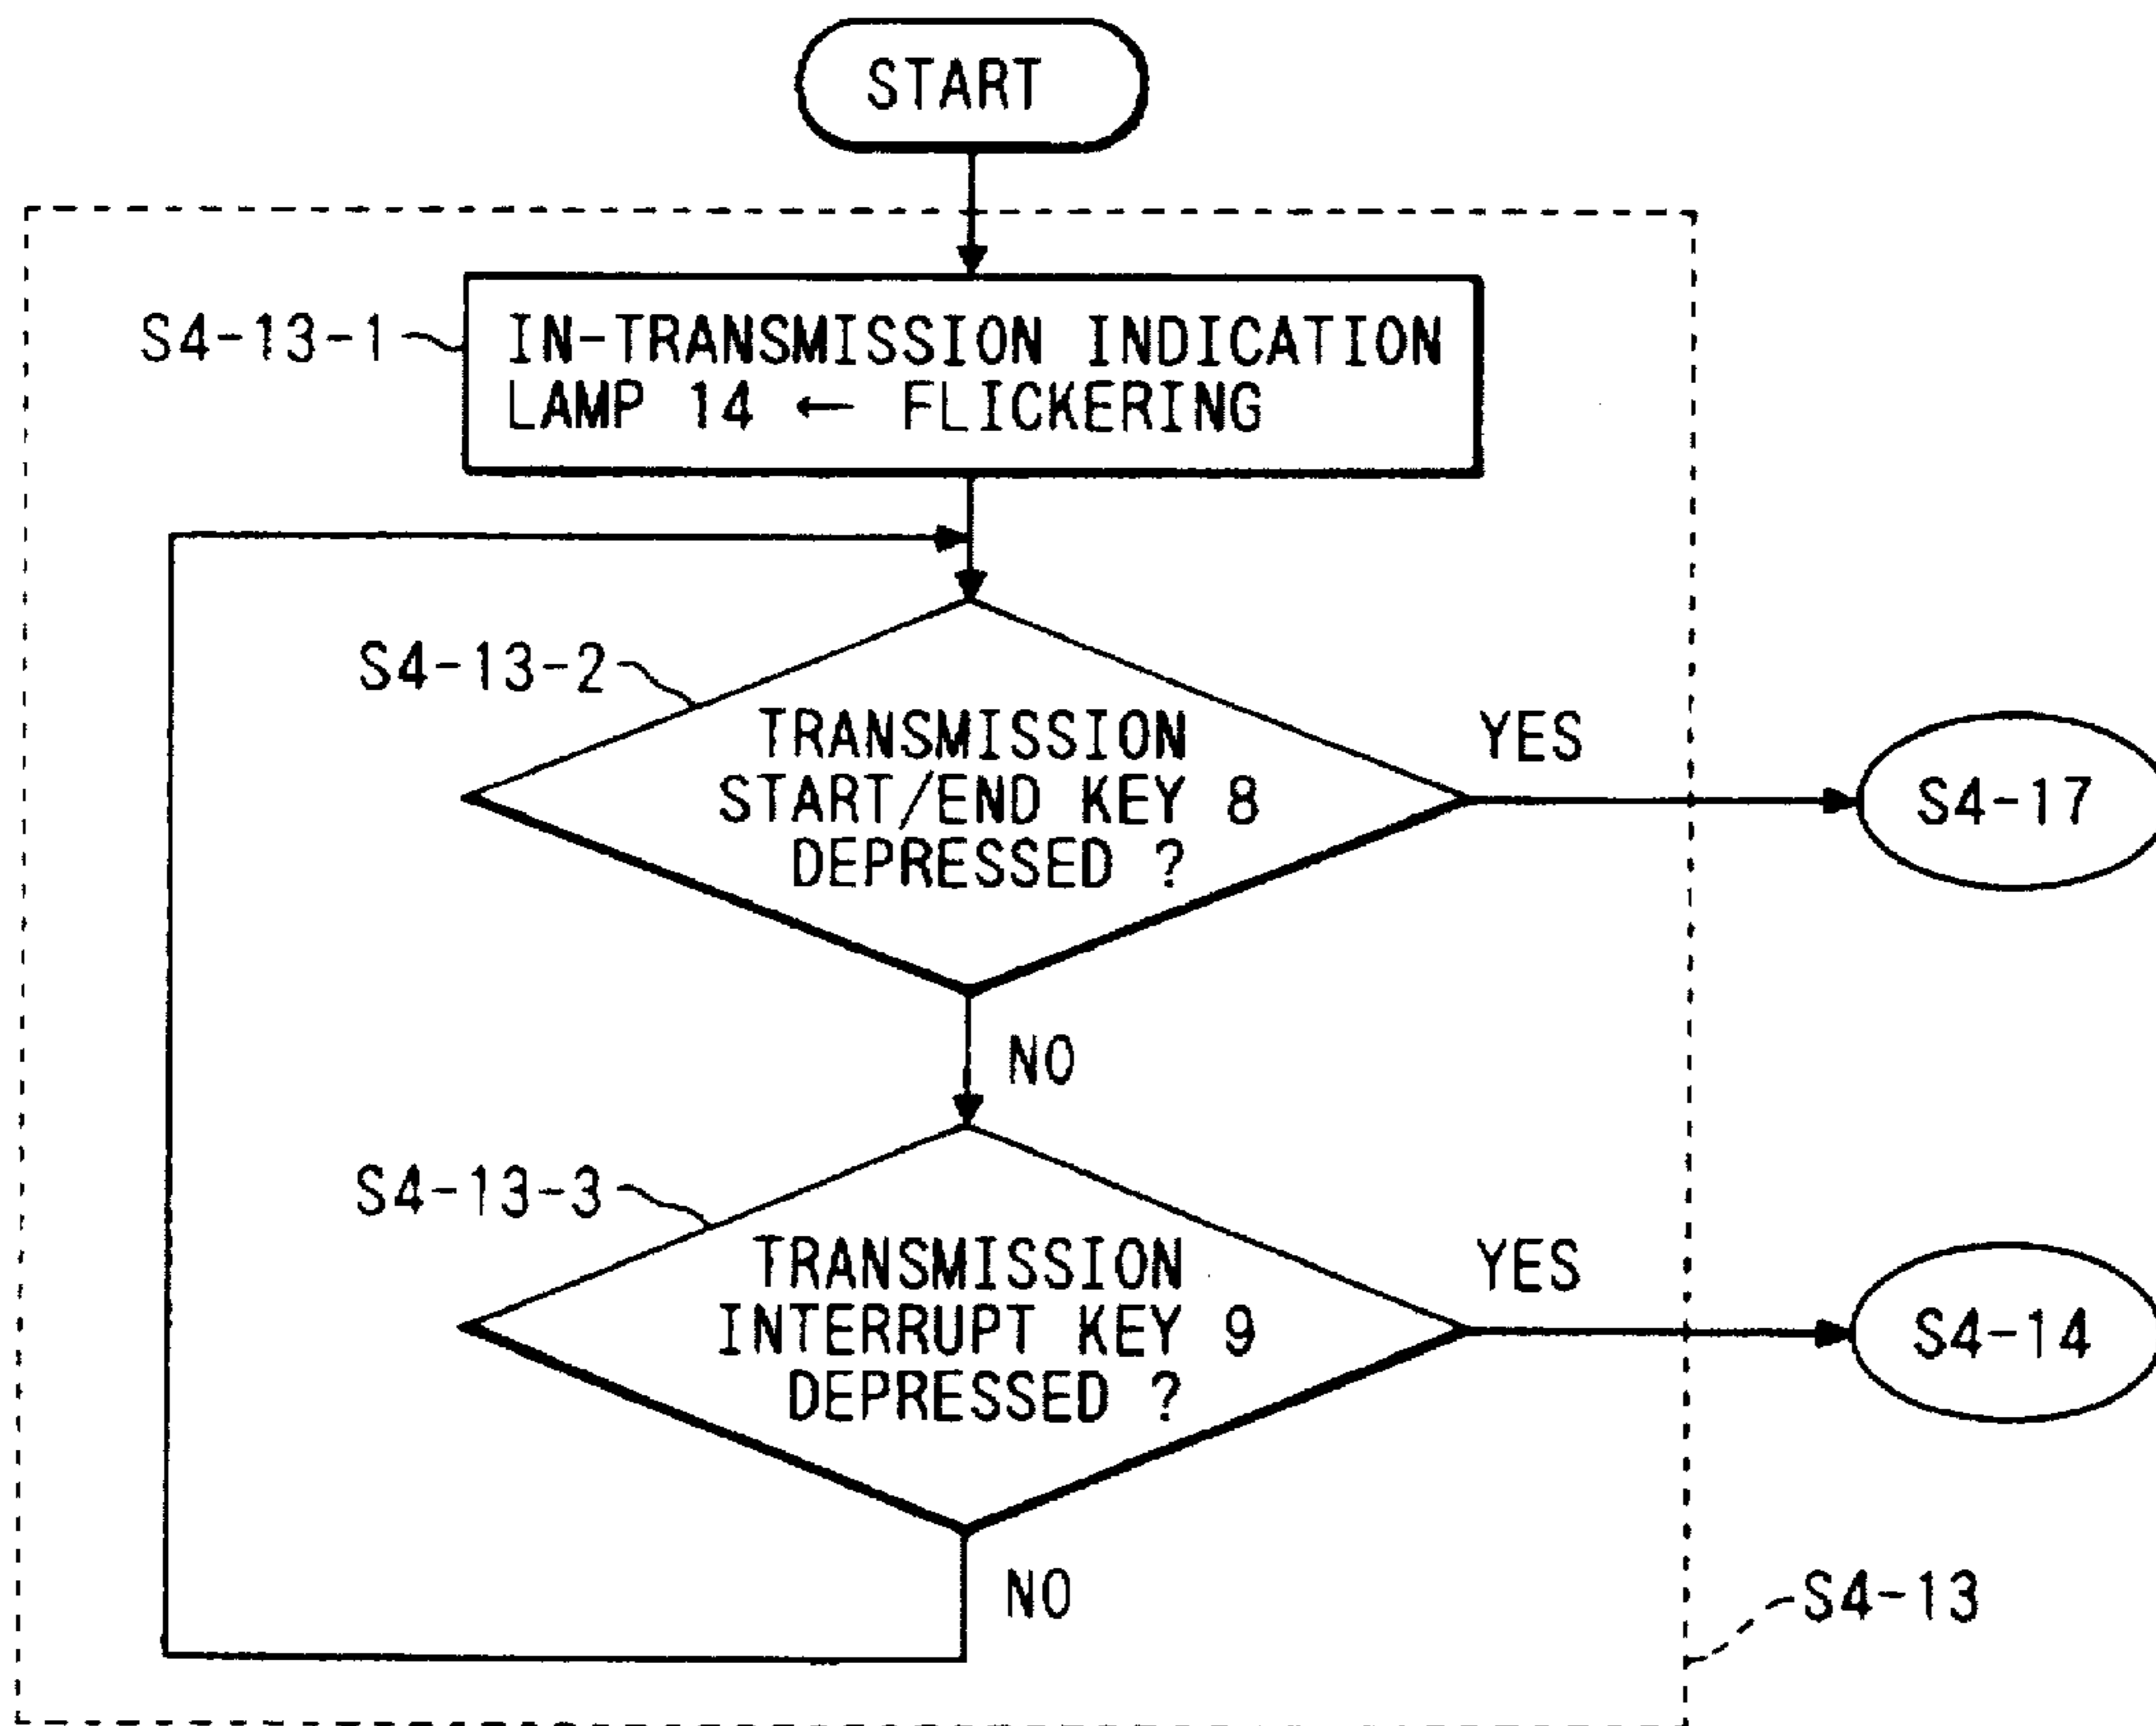 START
S4-13-1
IN-TRANSMISSION INDICATION
LAMP 14 ← FLICKERING
S4-13-2
TRANSMISSION
START/END KEY 8
DEPRESSED ?
YES
S4-17
NO
S4-13-3
TRANSMISSION
INTERRUPT KEY 9
DEPRESSED ?
YES
S4-14
NO
S4-13